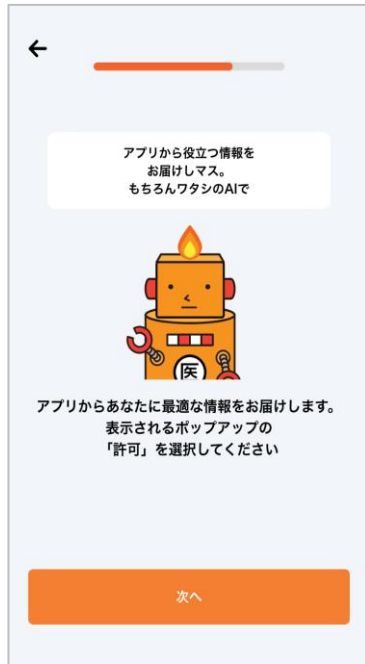 アプリから役立つ情報を
お届けしマス。
もちろんワタシのAIで
医
アプリからあなたに最適な情報をお届けします。
表示されるポップアップの
「許可」を選択してください
次へ